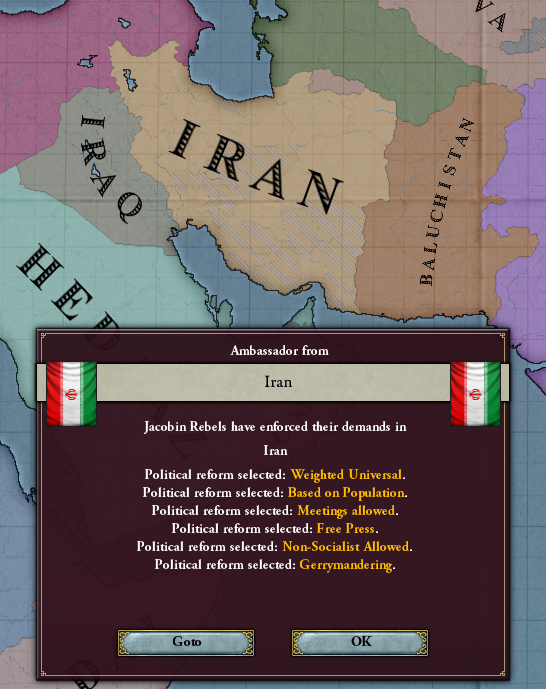 VA
IRAN
IRAQ
BALUCHISTAN
HED
Ambassador from
Iran
Jacobin Rebels have enforced their demands in
Iran
Political reform selected: Weighted Universal.
Political reform selected: Based on Population.
Political reform selected: Meetings allowed.
Political reform selected: Free Press.
Political reform selected: Non-Socialist Allowed.
Political reform selected: Gerrymandering.
Goto
OK